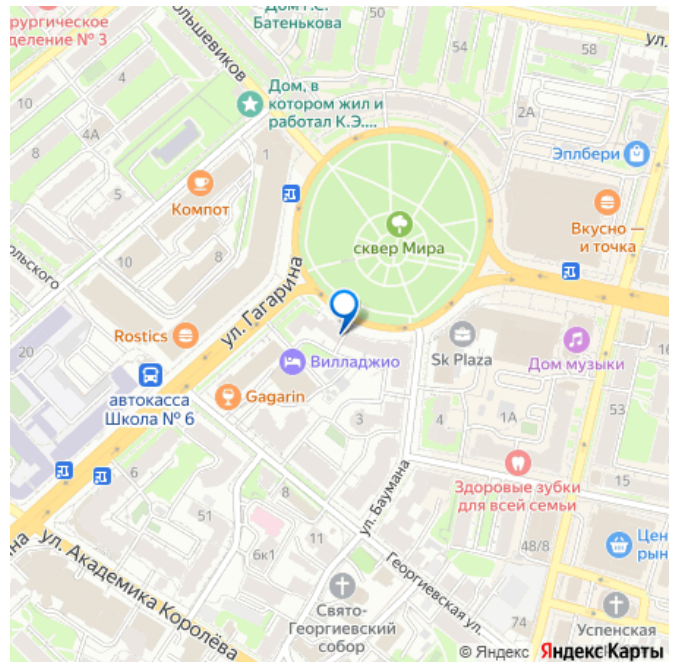 50
Дом Г.С.
Батенькова
рургическое
деление № 3
ольшевиков
54
58
ул.
4
10
4А
8
5
Дом, в
котором жил и
работал К.Э....
2А
1
Эплбери
Компот
Вкусно —
и точка
сквер Мира
ольского
10
8
ул. Гагарина
Rostics
20
автокасса
Школа № 6
Вилладжио
Gagarin
Sk Plaza
Дом музыки
16
3
1А
53
6
8
51
ул. Баумана
Здоровые зубки
для всей семьи
15
11
6к1
48/8
Цен
рын
на
ул. Академика Королёва
Георгиевская ул.
Свято-
Георгиевский
собор
74
Успенская
© Яндекс Яндекс Карты